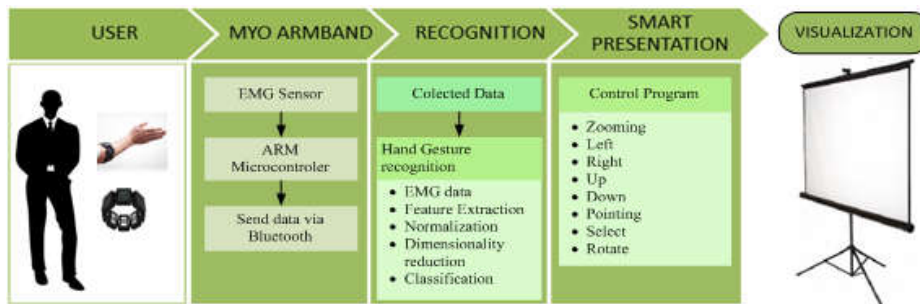 USER
MYO ARMBAND
RECOGNITION
SMART
PRESENTATION
VISUALIZATION
EMG Sensor
ARM
Microcontroler
Send data via
Bluetooth
Colected Data
Hand Gesture
recognition
• EMG data
• Feature Extraction
• Normalization
• Dimensionality
reduction
• Classification
Control Program
• Zooming
• Left
• Right
• Up
• Down
• Pointing
• Select
• Rotate